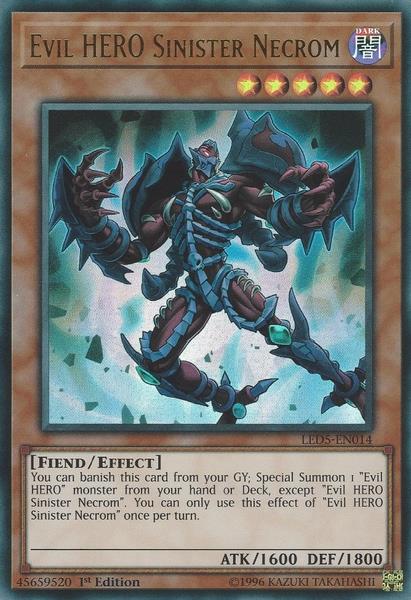 Evil HERO Sinister Necrom
DARK
闇
LED5-EN014
[Fiend/Effect]
You can banish this card from your GY; Special Summon 1 "Evil
HERO" monster from your hand or Deck, except "Evil HERO
Sinister Necrom". You can only use this effect of "Evil HERO
Sinister Necrom" once per turn.
ATK/1600 DEF/1800
45659520 1st Edition ©1996 KAZUKI TAKAHASHI